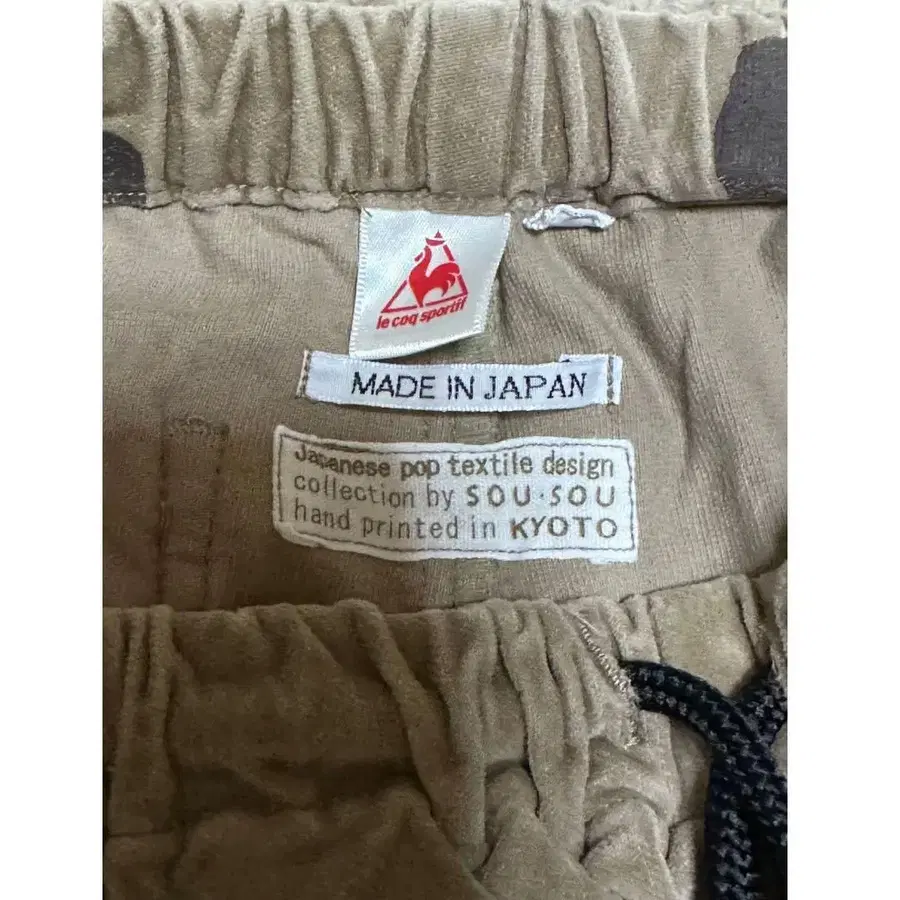 le coq sportif
MADE IN JAPAN
Japanese pop textile design
collection by SOU·SOU
hand printed in KYOTO